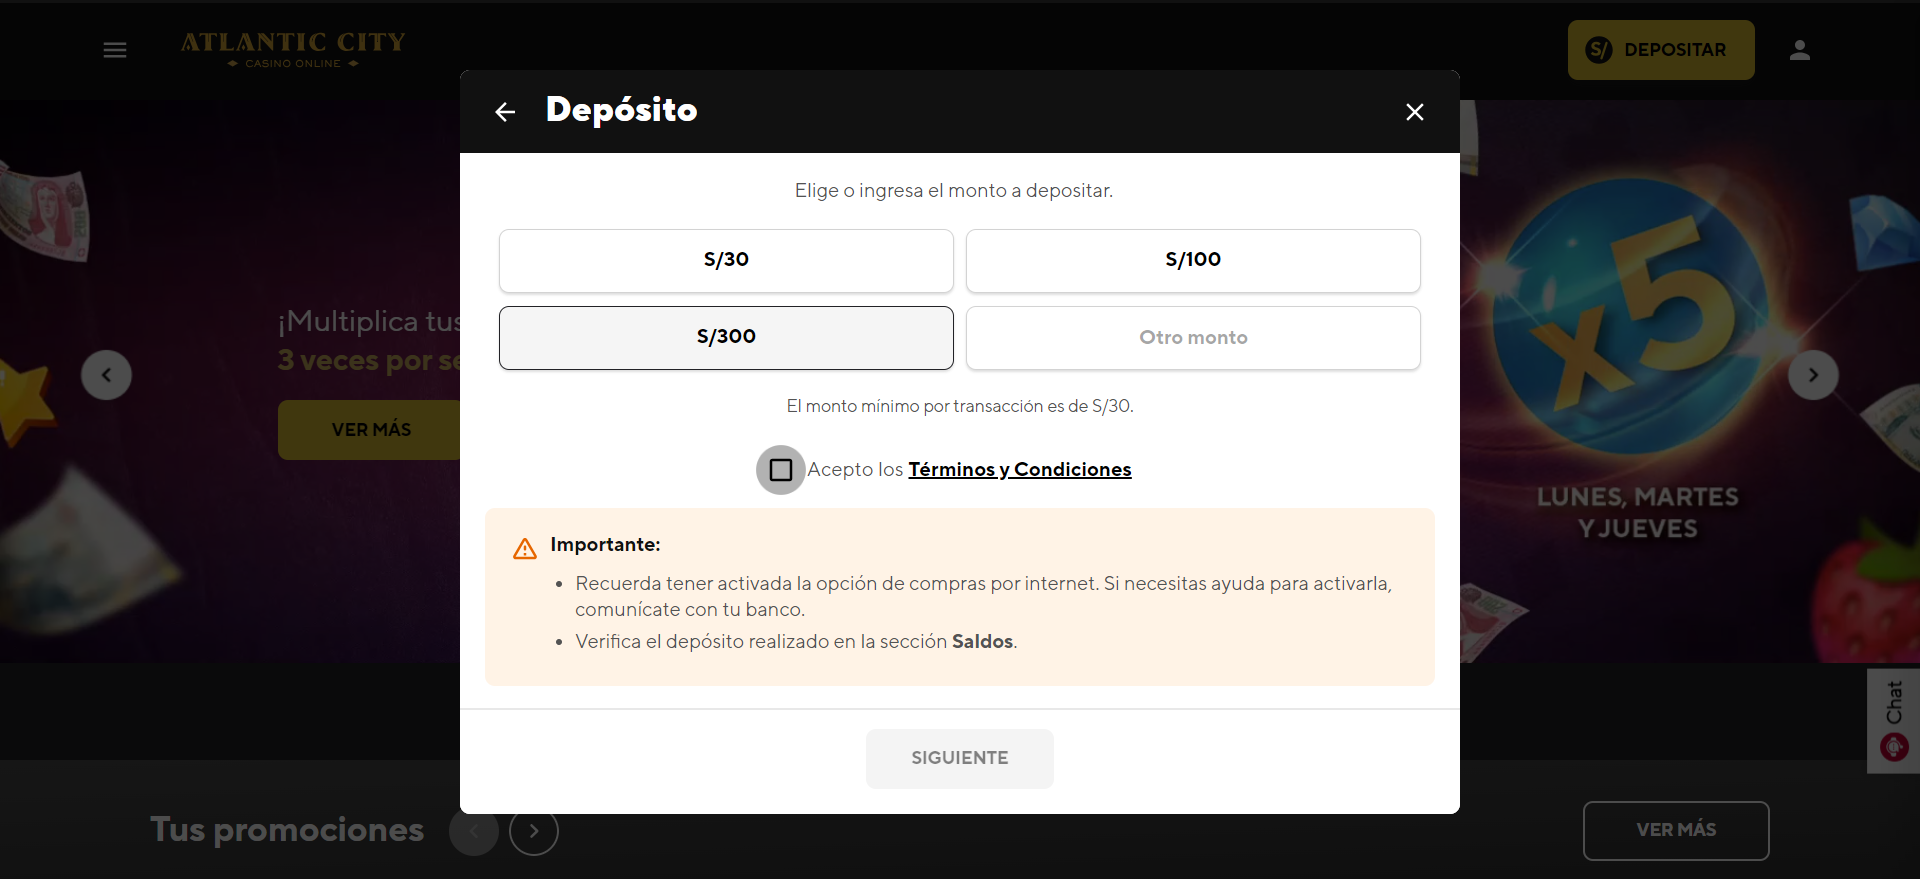 ATLANTIC CITY
CASINO ONLINE
S/ DEPOSITAR
Depósito
Elige o ingresa el monto a depositar.
S/30
S/100
S/300
Otro monto
El monto mínimo por transacción es de S/30.
Acepto los Términos y Condiciones
Importante:
• Recuerda tener activada la opción de compras por internet. Si necesitas ayuda para activarla,
comunícate con tu banco.
• Verifica el depósito realizado en la sección Saldos.
SIGUIENTE
¡Multiplica tus
3 veces por se
VER MÁS
x5
LUNES, MARTES
Y JUEVES
Chat
Tus promociones
VER MÁS